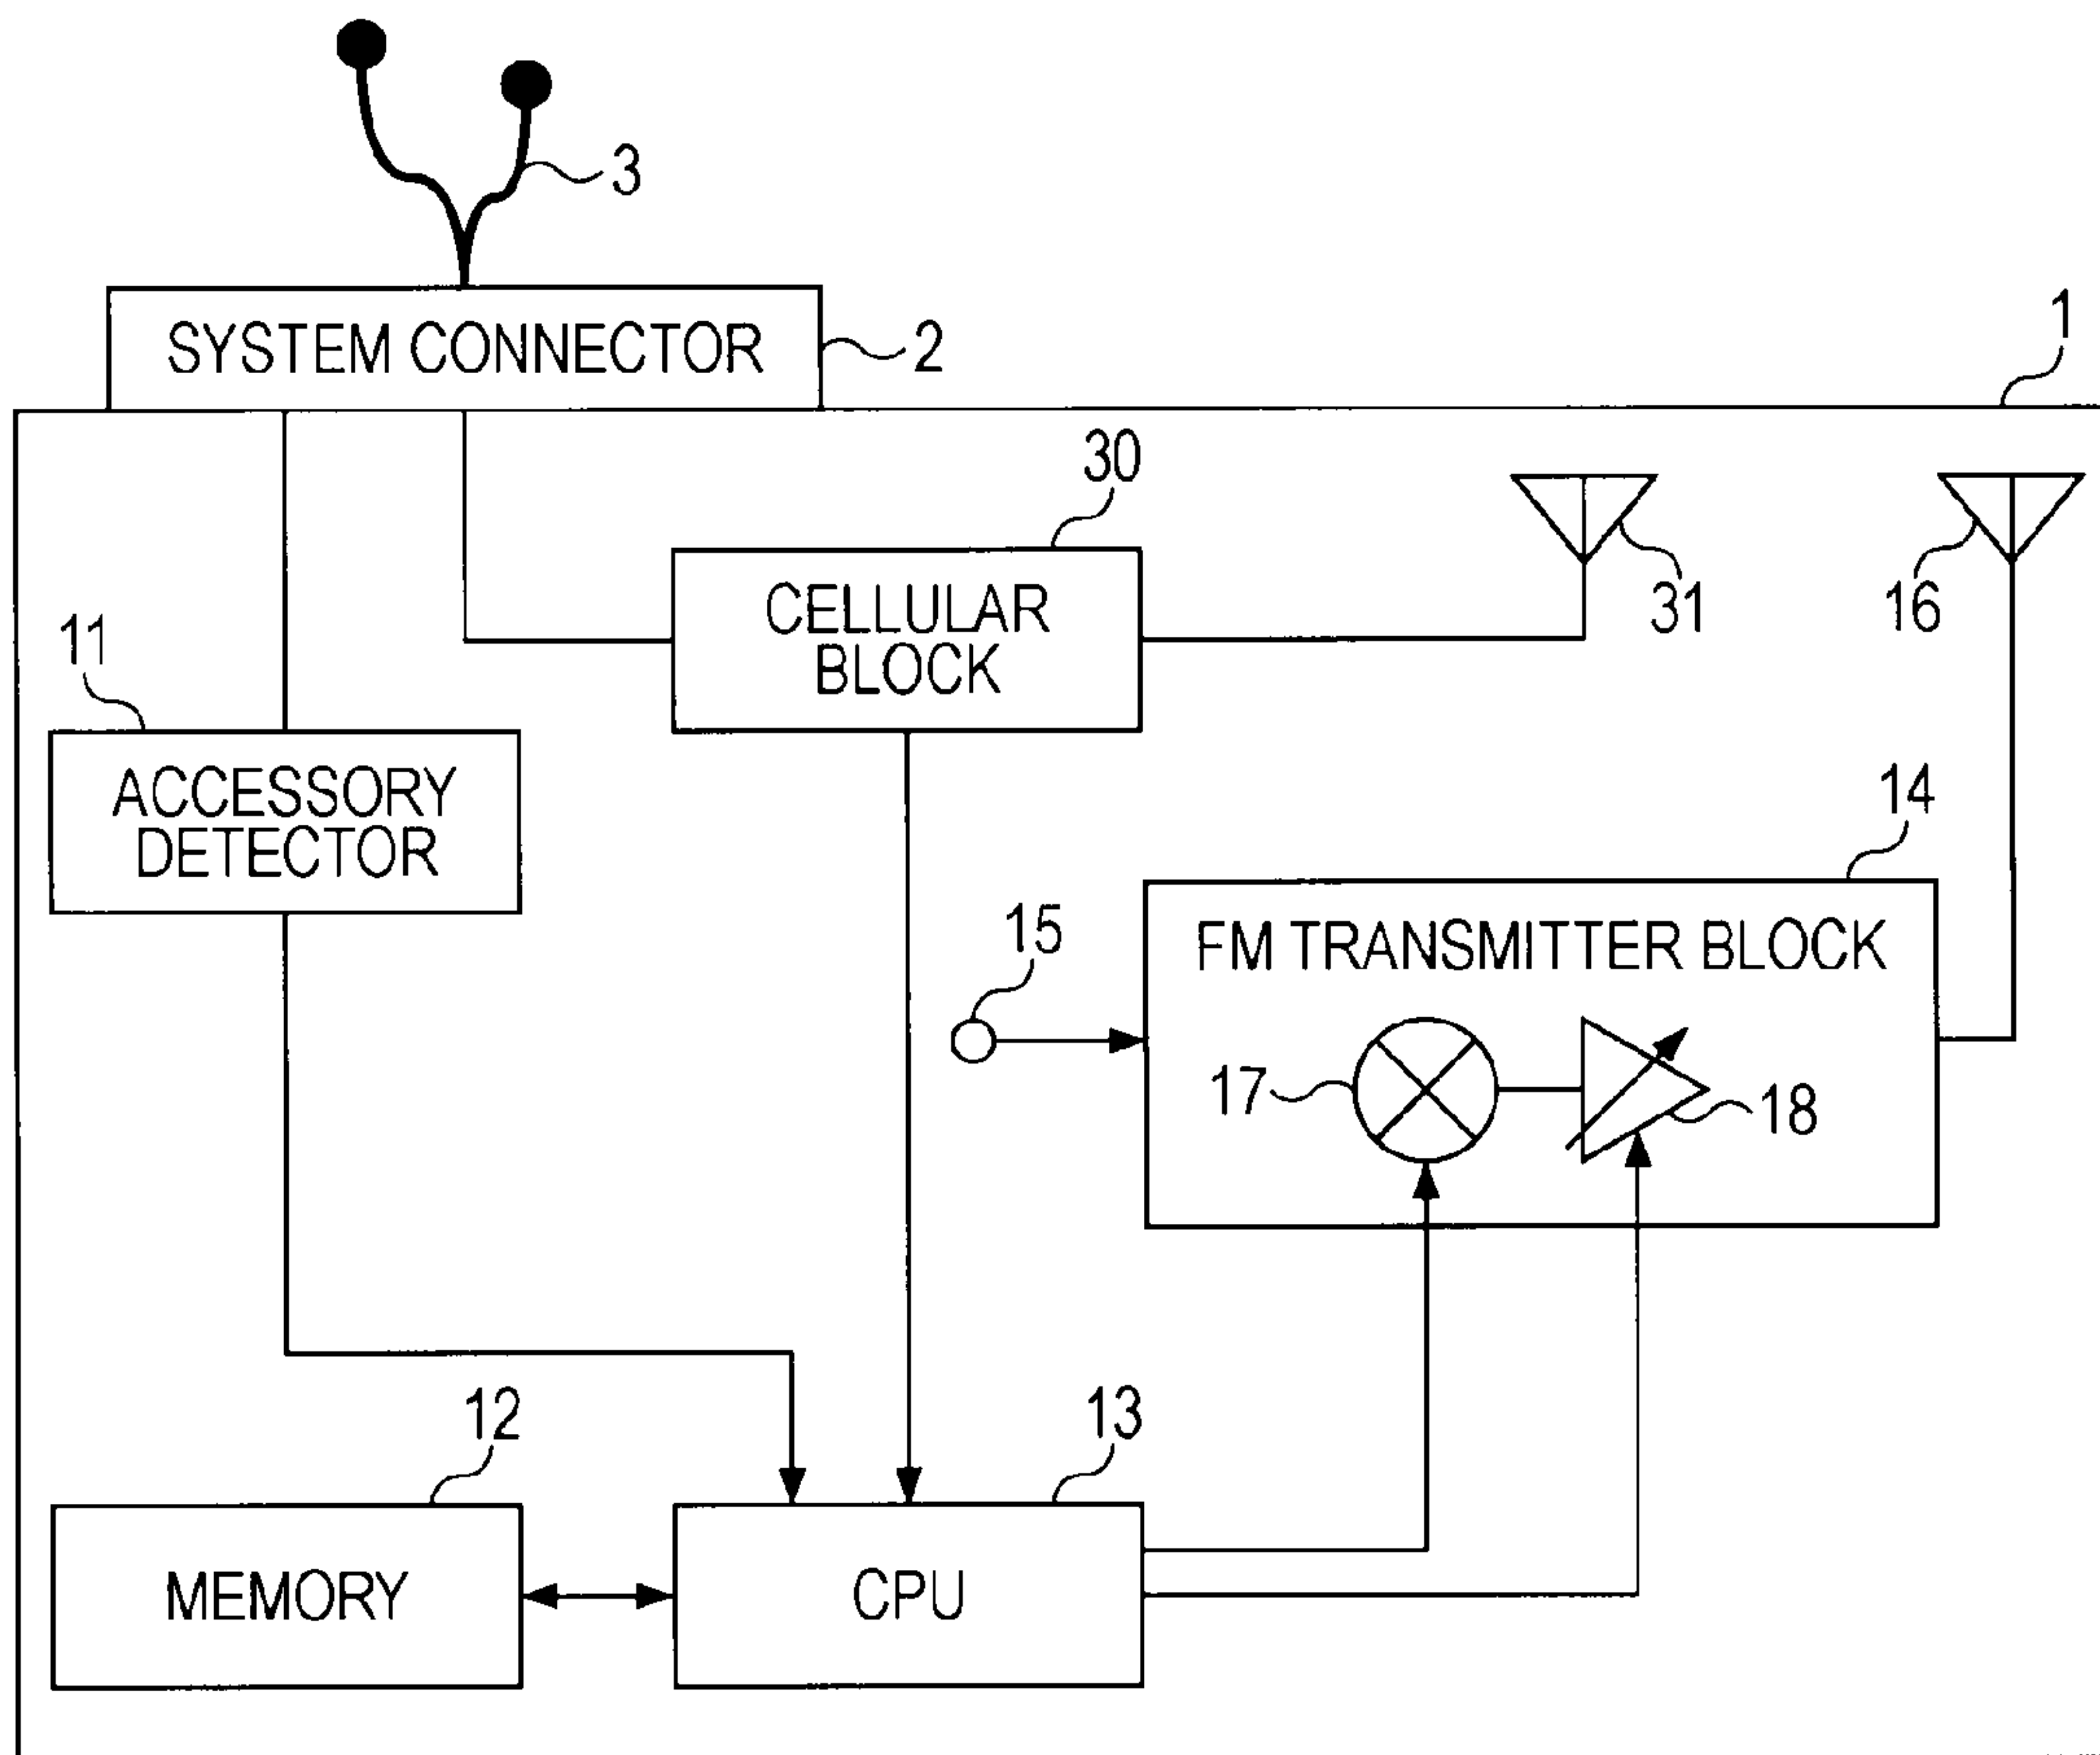 3
SYSTEM CONNECTOR
2
1
30
CELLULAR
BLOCK
31
16
11
ACCESSORY
DETECTOR
14
FM TRANSMITTER BLOCK
15
17
18
12
MEMORY
13
CPU